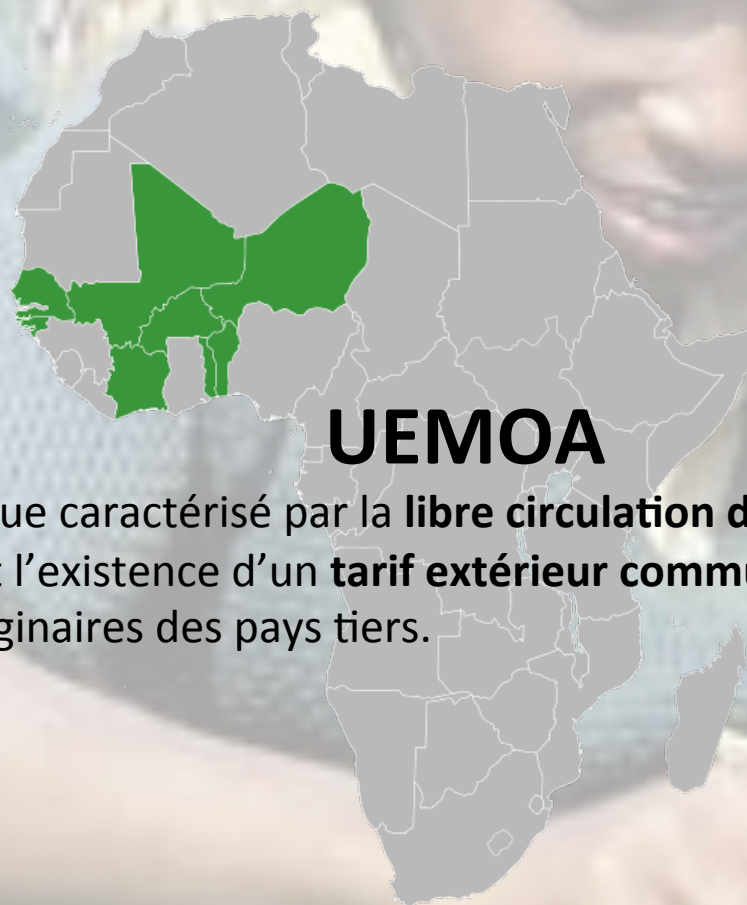 UEMOA
ue caractérisé par la libre circulation d
l’existence d’un tarif extérieur commu
ginaires des pays tiers.